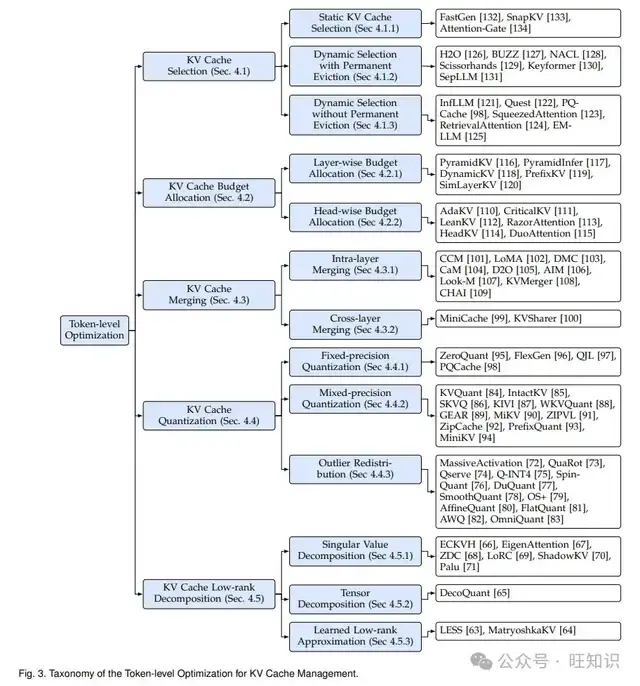 Token-level
Optimization
KV Cache
Selection (Sec. 4.1)
Static KV Cache
Selection (Sec. 4.1.1)
FastGen [132], SnapKV [133],
Attention-Gate [134]
Dynamic Selection
with Permanent
Eviction (Sec. 4.1.2)
H2O [126], BUZZ [127], NACL [128],
Scissorhands [129], Keyformer [130],
SepLLM [131]
Dynamic Selection
without Permanent
Eviction (Sec. 4.1.3)
InfLLM [121], Quest [122], PQ-
Cache [98], SqueezedAttention [123],
RetrievalAttention [124], EM-
LLM [125]
KV Cache Budget
Allocation (Sec. 4.2)
Layer-wise Budget
Allocation (Sec. 4.2.1)
PyramidKV [116], PyramidInfer [117],
DynamicKV [118], PrefixKV [119],
SimLayerKV [120]
Head-wise Budget
Allocation (Sec. 4.2.2)
AdaKV [110], CriticalKV [111],
LeanKV [112], RazorAttention [113],
HeadKV [114], DuoAttention [115]
KV Cache
Merging (Sec. 4.3)
Intra-layer
Merging (Sec. 4.3.1)
CCM [101], LoMA [102], DMC [103],
CaM [104], D2O [105], AIM [106],
Look-M [107], KVMerger [108],
CHAI [109]
Cross-layer
Merging (Sec. 4.3.2)
MiniCache [99], KVSharer [100]
KV Cache
Quantization (Sec. 4.4)
Fixed-precision
Quantization (Sec 4.4.1)
ZeroQuant [95], FlexGen [96], QJL [97],
PQCache [98]
Mixed-precision
Quantization (Sec 4.4.2)
KVQuant [84], IntactKV [85],
SKVQ [86], KIVI [87], WKVQuant [88],
GEAR [89], MiKV [90], ZIPVL [91],
ZipCache [92], PrefixQuant [93],
MiniKV [94]
Outlier Redistri-
bution (Sec 4.4.3)
MassiveActivation [72], QuaRot [73],
Qserve [74], Q-INT4 [75], Spin-
Quant [76], DuQuant [77],
SmoothQuant [78], OS+ [79],
AffineQuant [80], FlatQuant [81],
AWQ [82], OmniQuant [83]
KV Cache Low-rank
Decomposition (Sec. 4.5)
Singular Value
Decomposition (Sec 4.5.1)
ECKVH [66], EigenAttention [67],
ZDC [68], LoRC [69], ShadowKV [70],
Palu [71]
Tensor
Decomposition (Sec 4.5.2)
DecoQuant [65]
Learned Low-rank
Approximation (Sec 4.5.3)
LESS [63], MatryoshkaKV [64]
Fig. 3. Taxonomy of the Token-level Optimization for KV Cache Management.
公众号 · 旺知识